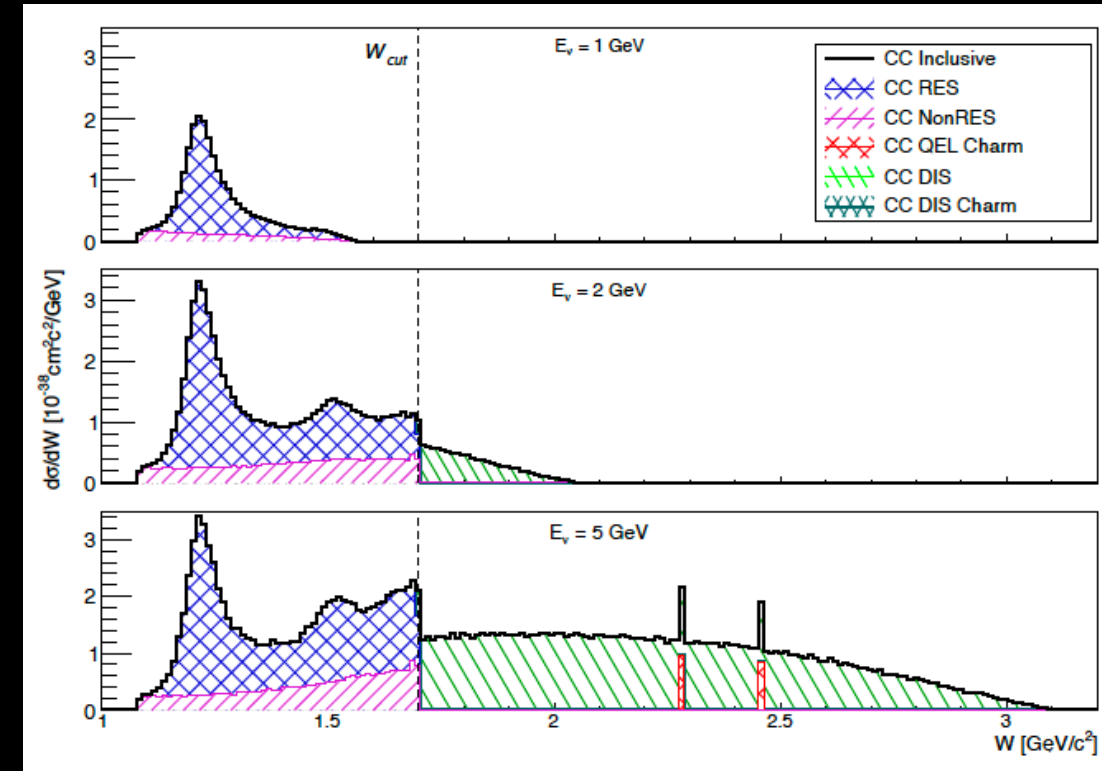 W_cut
E_ν = 1 GeV
CC Inclusive
CC RES
CC NonRES
CC QEL Charm
CC DIS
CC DIS Charm
3
2
1
0
E_ν = 2 GeV
3
2
1
0
dσ/dW [10^-38 cm^2c^2/GeV]
E_ν = 5 GeV
3
2
1
0
1 1.5 2 2.5 3
W [GeV/c^2]